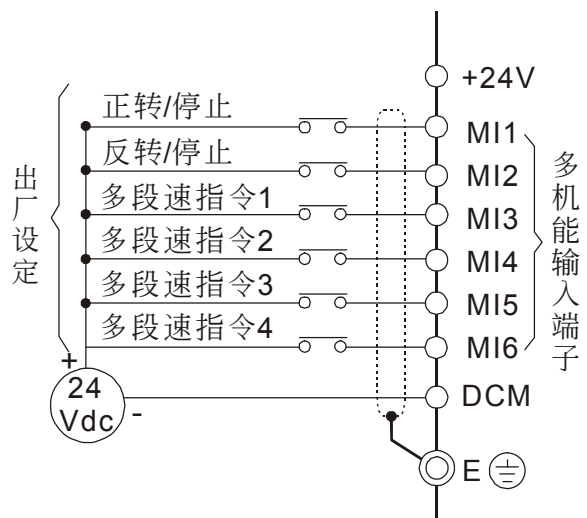 +24V
正转/停止
MI1
反转/停止
MI2
多段速指令1
MI3
多段速指令2
MI4
多段速指令3
MI5
多段速指令4
MI6
出厂设定
多机能输入端子
+
24
Vdc
-
DCM
E